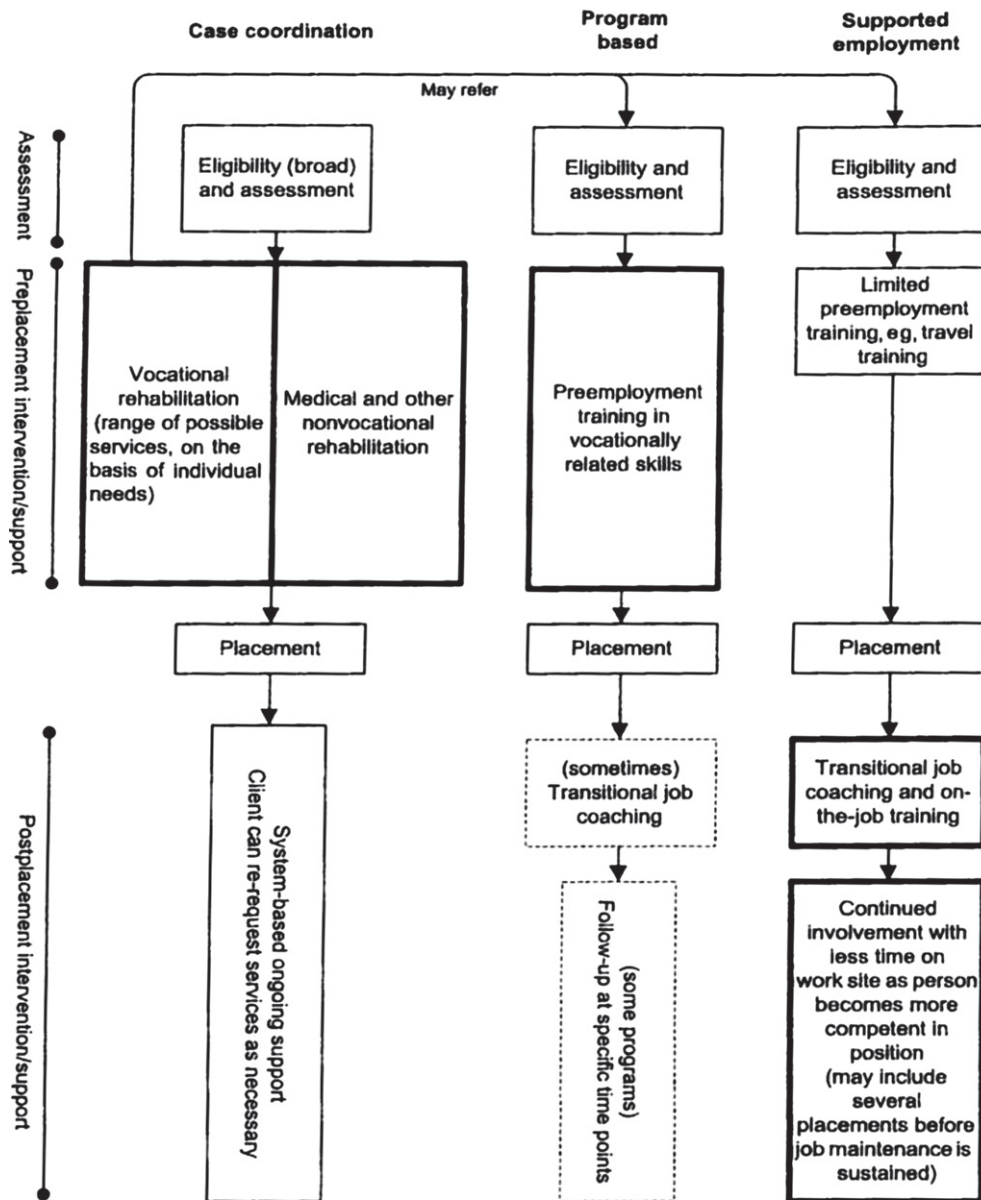 Case coordination
Program
based
Supported
employment
May refer
Assessment
Eligibility (broad)
and assessment
Eligibility and
assessment
Eligibility and
assessment
Preplacement intervention/support
Vocational
rehabilitation
(range of possible
services, on the
basis of individual
needs)
Medical and other
nonvocational
rehabilitation
Preemployment
training in
vocationally
related skills
Limited
preemployment
training, eg, travel
training
Placement
Placement
Placement
Postplacement intervention/support
System-based ongoing support
Client can re-request services as necessary
(sometimes)
Transitional job
coaching
(some programs)
Follow-up at specific time points
Transitional job
coaching and on-
the-job training
Continued
involvement with
less time on
work site as person
becomes more
competent in
position
(may include
several
placements before
job maintenance is
sustained)